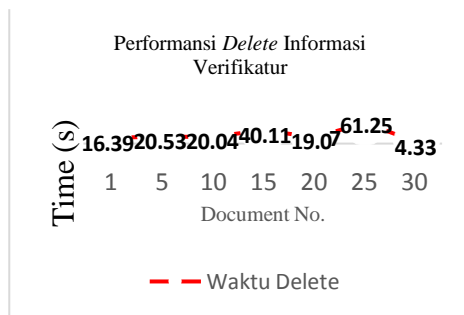 Performansi Delete Informasi
Verifikatur
Time (s)
16.39 20.53 20.04 40.11 19.07 61.25 4.33
1 5 10 15 20 25 30
Document No.
Waktu Delete